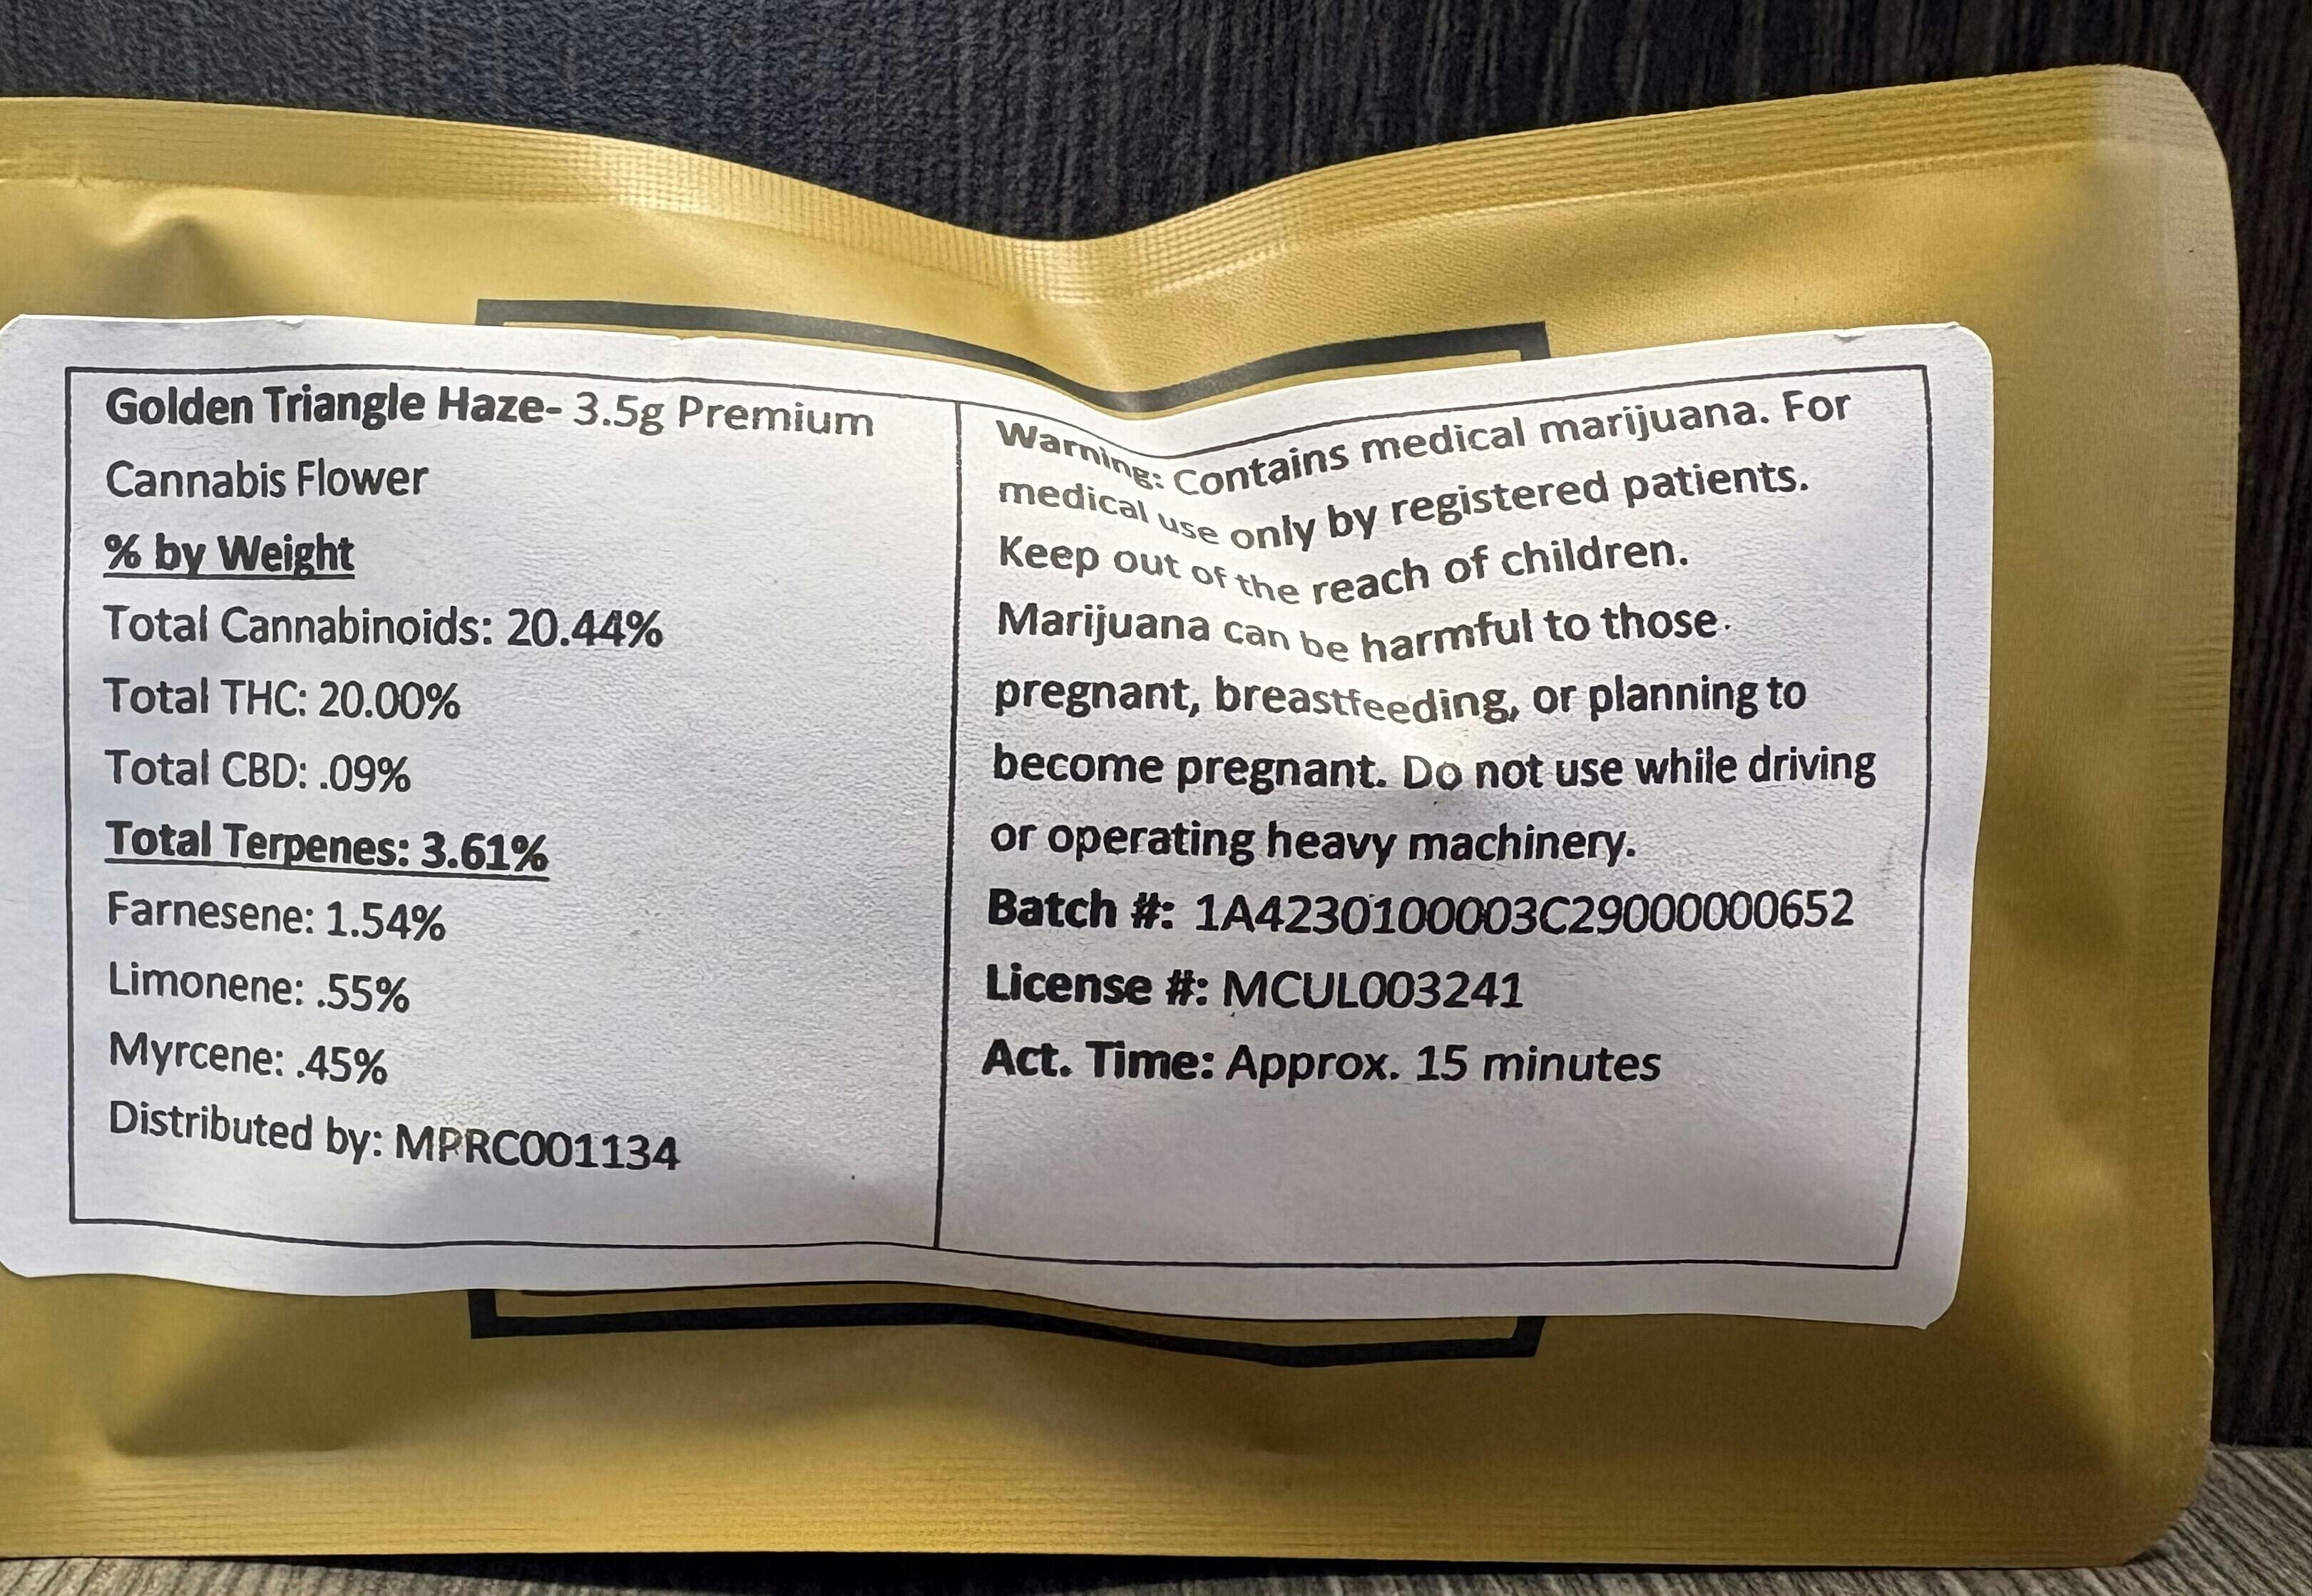 Golden Triangle Haze- 3.5g Premium
Cannabis Flower
% by Weight
Total Cannabinoids: 20.44%
Total THC: 20.00%
Total CBD: .09%
Total Terpenes: 3.61%
Farnesene: 1.54%
Limonene: .55%
Myrcene: .45%
Distributed by: MPRC001134
Warning: Contains medical marijuana. For
medical use only by registered patients.
Keep out of the reach of children.
Marijuana can be harmful to those
pregnant, breastfeeding, or planning to
become pregnant. Do not use while driving
or operating heavy machinery.
Batch #: 1A4230100003C29000000652
License #: MCUL003241
Act. Time: Approx. 15 minutes